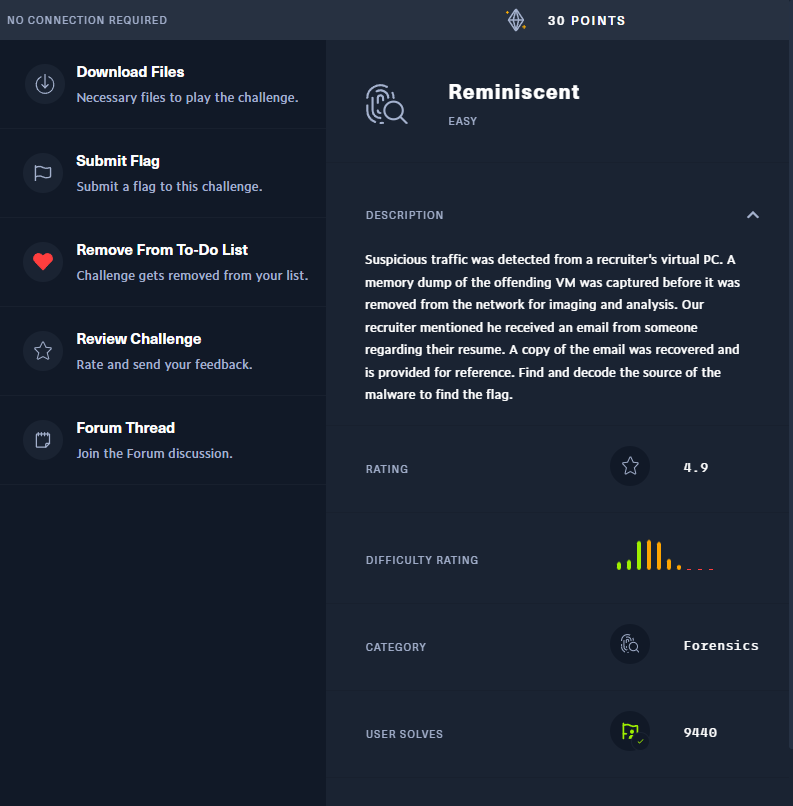 NO CONNECTION REQUIRED
30 POINTS
Download Files
Necessary files to play the challenge.
Submit Flag
Submit a flag to this challenge.
Remove From To-Do List
Challenge gets removed from your list.
Review Challenge
Rate and send your feedback.
Forum Thread
Join the Forum discussion.
Reminiscent
EASY
DESCRIPTION
Suspicious traffic was detected from a recruiter's virtual PC. A
memory dump of the offending VM was captured before it was
removed from the network for imaging and analysis. Our
recruiter mentioned he received an email from someone
regarding their resume. A copy of the email was recovered and
is provided for reference. Find and decode the source of the
malware to find the flag.
RATING
4.9
DIFFICULTY RATING
CATEGORY
Forensics
USER SOLVES
9440